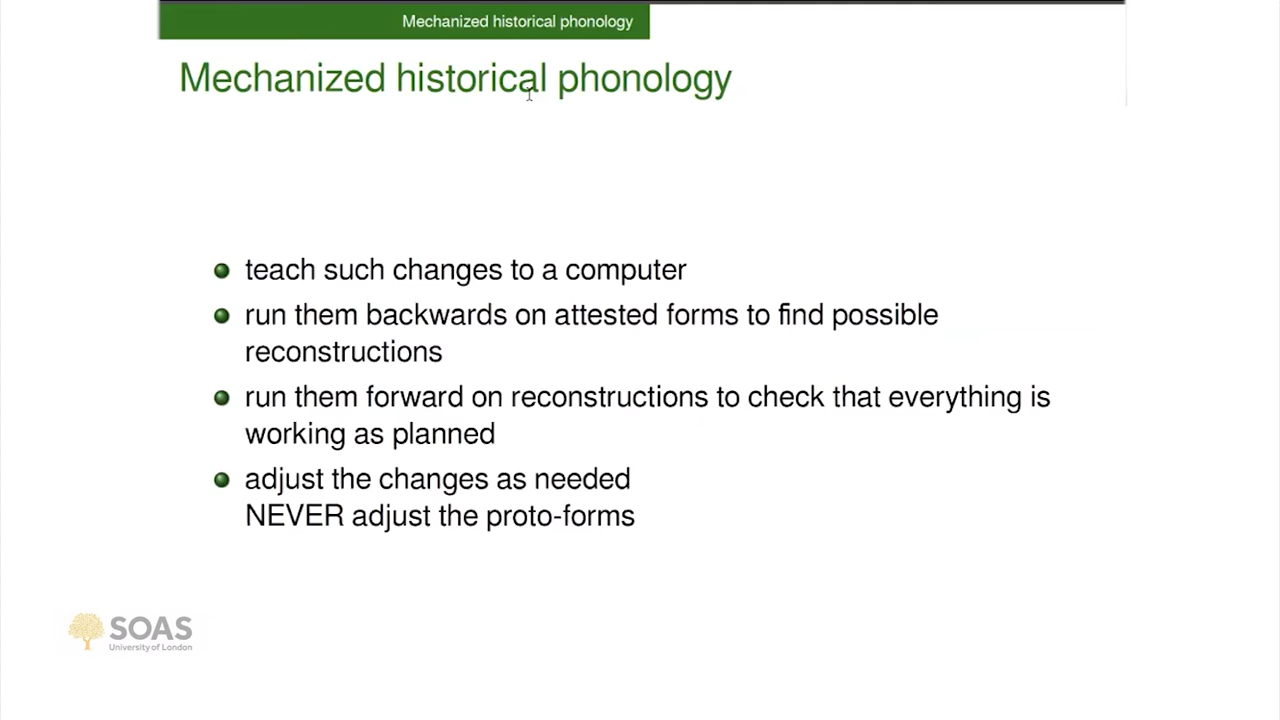 Mechanized historical phonology
Mechanized historical phonology
teach such changes to a computer
run them backwards on attested forms to find possible
reconstructions
run them forward on reconstructions to check that everything is
working as planned
adjust the changes as needed
NEVER adjust the proto-forms
SOAS
University of London